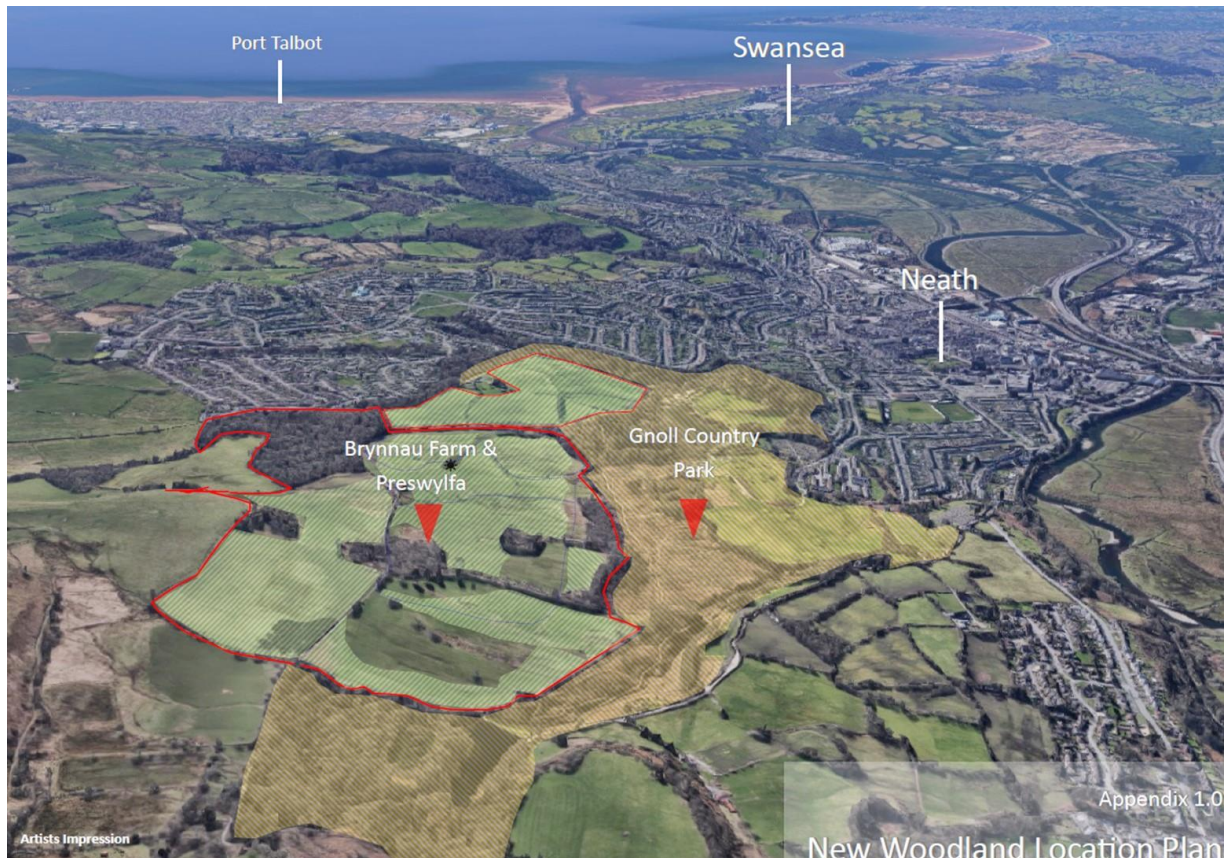 Port Talbot
Swansea
Neath
Brynnau Farm &
Preswylfa
Gnoll Country
Park
Appendix 1.0
Artists Impression
New Woodland Location Plan